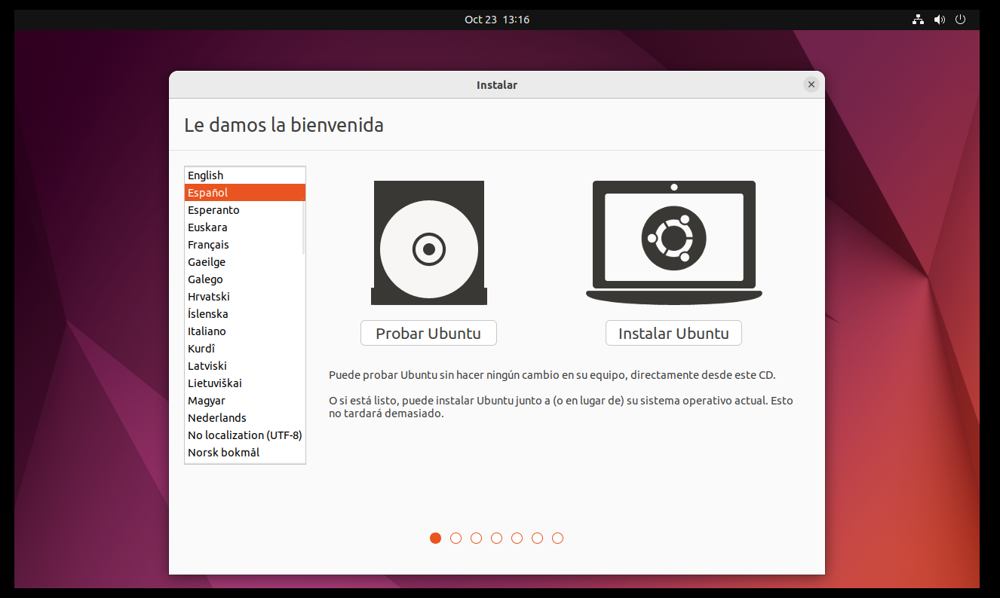 Oct 23 13:16
Instalar
Le damos la bienvenida
English
Español
Esperanto
Euskara
Français
Gaeilge
Galego
Hrvatski
Íslenska
Italiano
Kurdî
Latviski
Lietuviškai
Magyar
Nederlands
No localization (UTF-8)
Norsk bokmål
Probar Ubuntu
Instalar Ubuntu
Puede probar Ubuntu sin hacer ningún cambio en su equipo, directamente desde este CD.
O si está listo, puede instalar Ubuntu junto a (o en lugar de) su sistema operativo actual. Esto
no tardará demasiado.